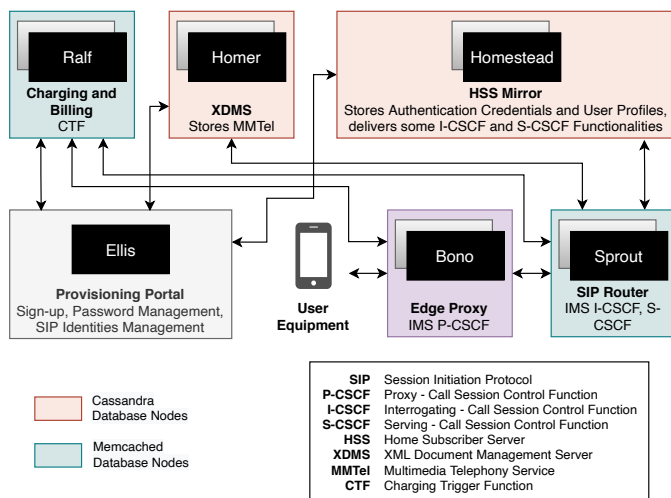 Ralf
Charging and
Billing
CTF
Homer
XDMS
Stores MMTel
Homestead
HSS Mirror
Stores Authentication Credentials and User Profiles,
delivers some I-CSCF and S-CSCF Functionalities
Ellis
Provisioning Portal
Sign-up, Password Management,
SIP Identities Management
User
Equipment
Bono
Edge Proxy
IMS P-CSCF
Sprout
SIP Router
IMS I-CSCF, S-
CSCF
Cassandra
Database Nodes
Memcached
Database Nodes
SIP Session Initiation Protocol
P-CSCF Proxy - Call Session Control Function
I-CSCF Interrogating - Call Session Control Function
S-CSCF Serving - Call Session Control Function
HSS Home Subscriber Server
XDMS XML Document Management Server
MMTel Multimedia Telephony Service
CTF Charging Trigger Function